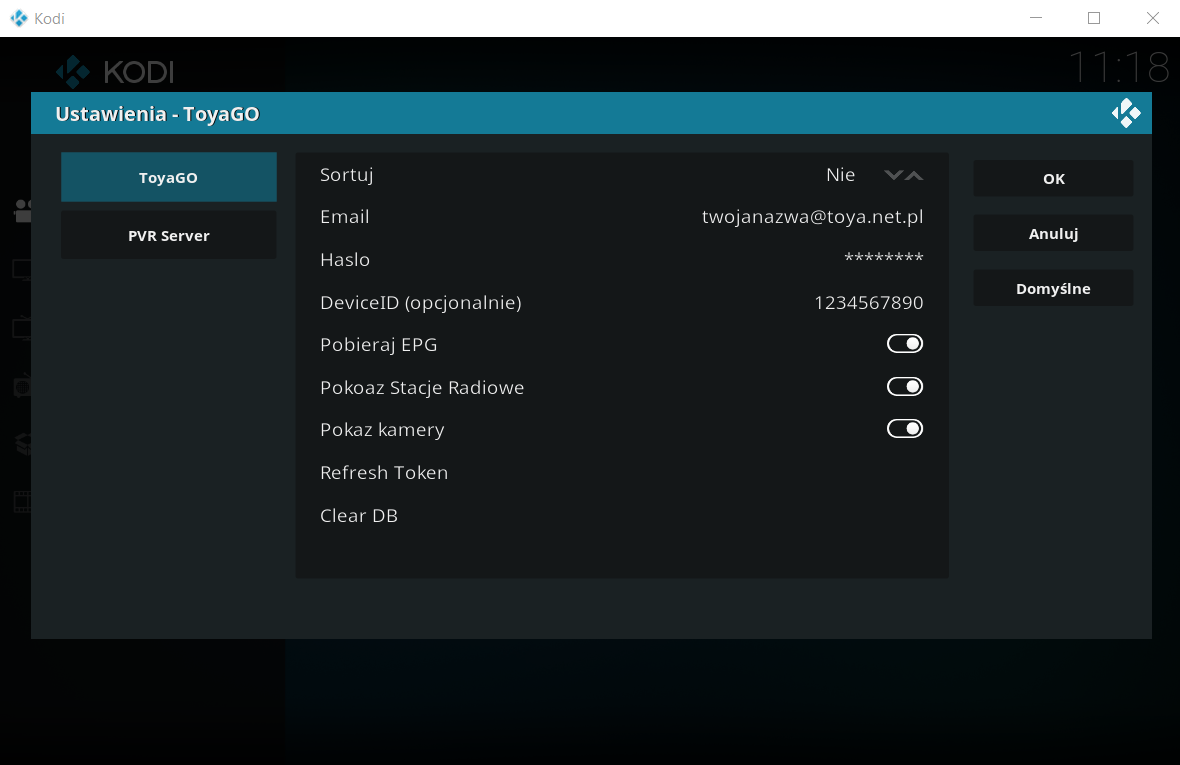 Kodi
KODI
11:18
Ustawienia - ToyaGO
ToyaGO
PVR Server
Sortuj Nie
Email twojanazwa@toya.net.pl
Haslo ********
DeviceID (opcjonalnie) 1234567890
Pobieraj EPG
Pokoaz Stacje Radiowe
Pokaz kamery
Refresh Token
Clear DB
OK
Anuluj
Domyślne